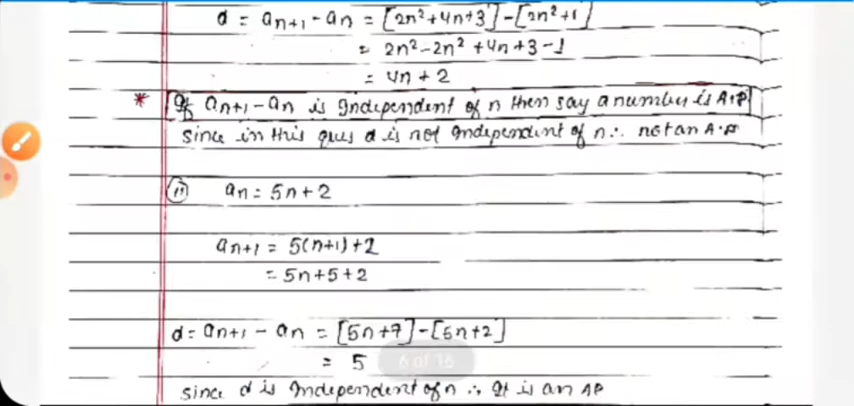 d = an+1 - an = [2n²+4n+3] - [2n²+1]
= 2n²-2n² +4n+3-1
= 4n + 2
* If an+1 - an is Independent of n then say a number is A.P
since in this ques d is not Independent of n ∴ not an A.P
(ii) an = 5n + 2
an+1 = 5(n+1)+2
= 5n+5+2
d = an+1 - an = [5n+7] - [5n+2]
= 5
6 of 16
since d is Independent of n ∴ It is an AP